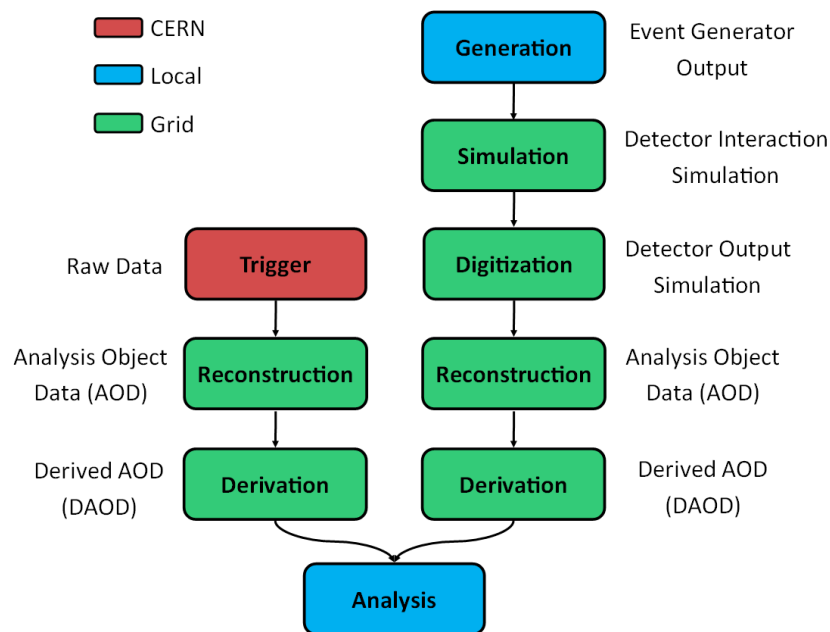 CERN
Local
Grid
Generation
Event Generator
Output
Simulation
Detector Interaction
Simulation
Raw Data
Trigger
Digitization
Detector Output
Simulation
Analysis Object
Data (AOD)
Reconstruction
Reconstruction
Analysis Object
Data (AOD)
Derived AOD
(DAOD)
Derivation
Derivation
Derived AOD
(DAOD)
Analysis